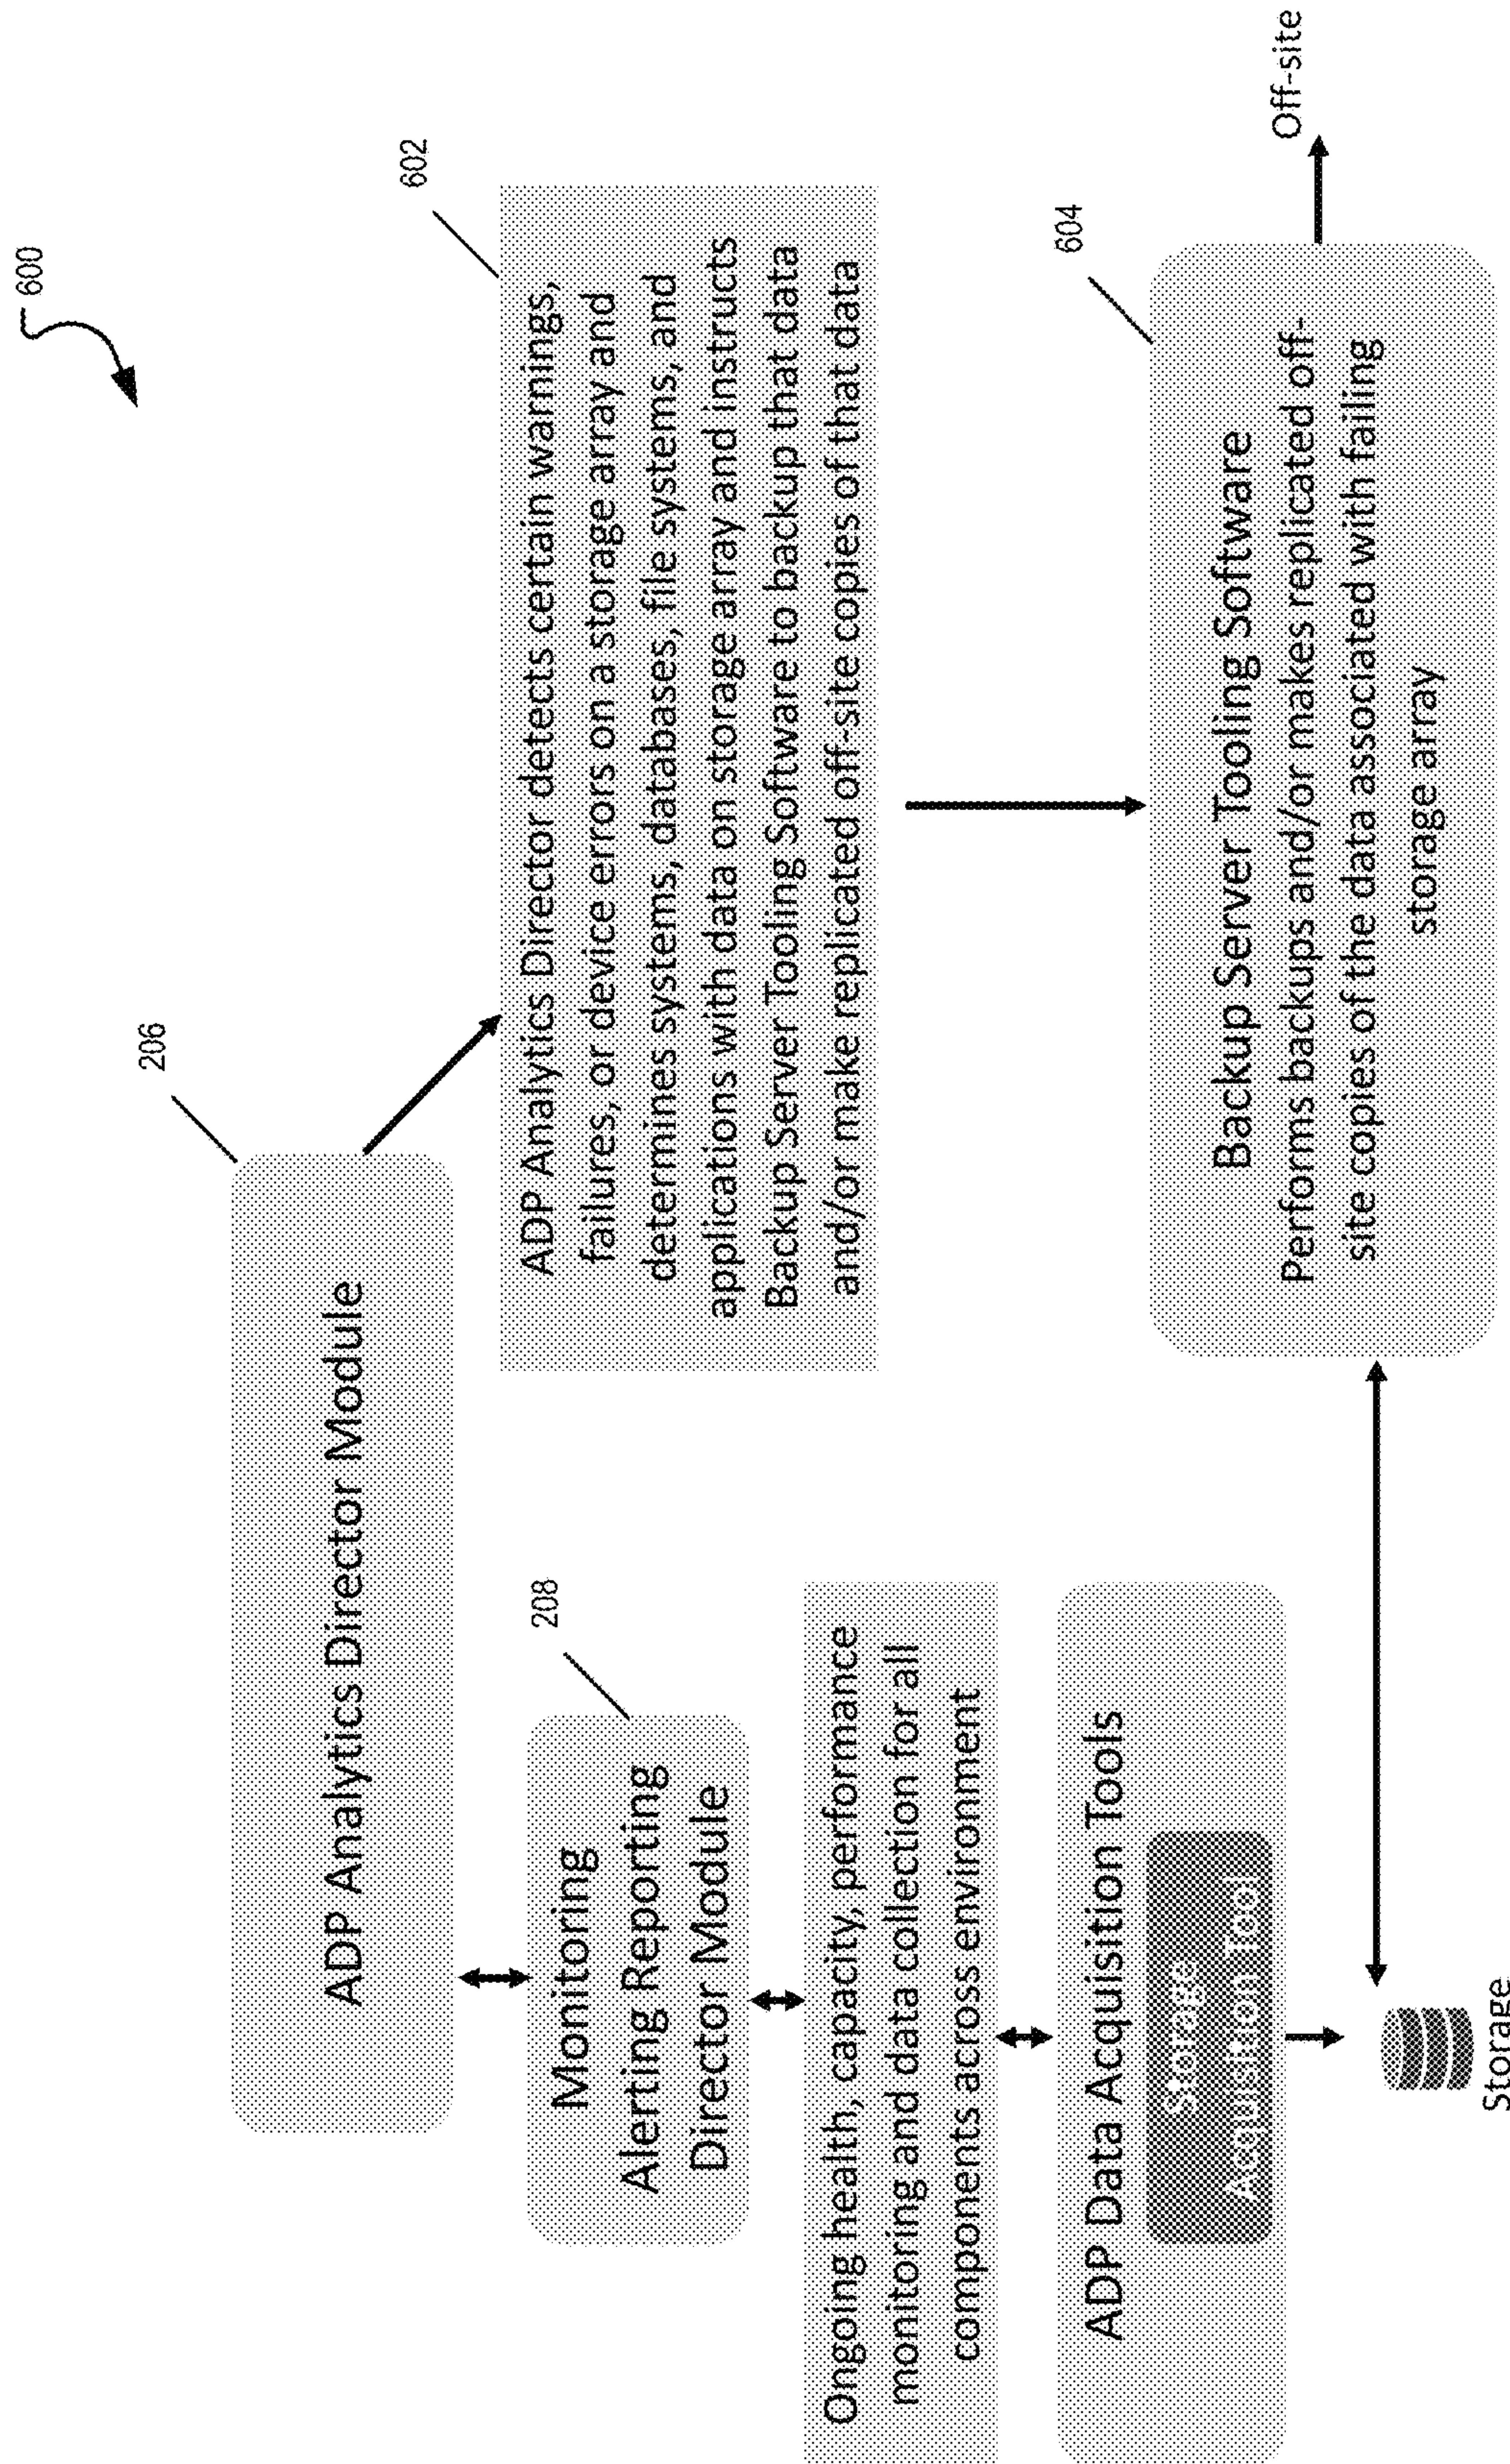 600
206
ADP Analytics Director Module
602
ADP Analytics Director detects certain warnings,
failures, or device errors on a storage array and
determines systems, databases, file systems, and
applications with data on storage array and instructs
Backup Server Tooling Software to backup that data
and/or make replicated off-site copies of that data
208
Monitoring
Alerting Reporting
Director Module
Ongoing health, capacity, performance
monitoring and data collection for all
components across environment
ADP Data Acquisition Tools
Storage
Acquisition Tool
Storage
604
Backup Server Tooling Software
Performs backups and/or makes replicated off-
site copies of the data associated with failing
storage array
Off-site